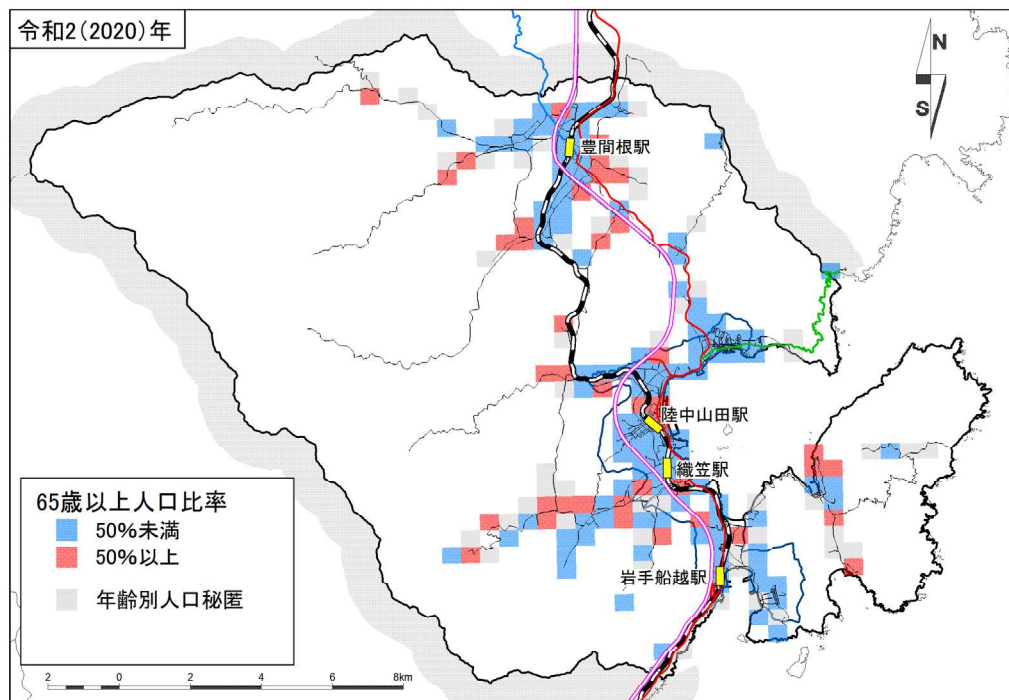 令和2(2020)年
N
S
豊間根駅
陸中山田駅
織笠駅
岩手船越駅
65歳以上人口比率
50%未満
50%以上
年齢別人口秘匿
2 0 2 4 6 8km